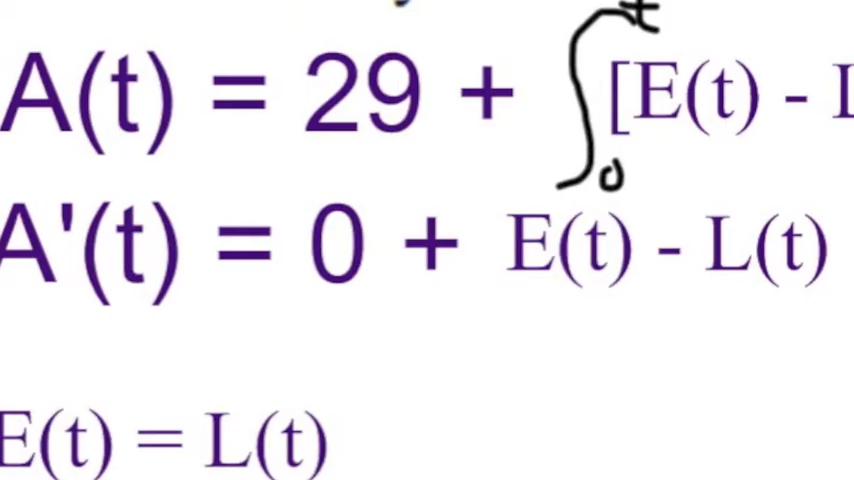 A(t) = 29 + ∫₀ᵗ [E(t) - L
A'(t) = 0 + E(t) - L(t)
E(t) = L(t)